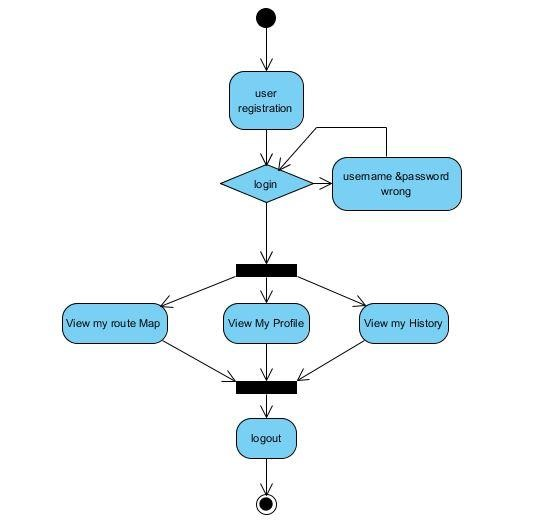 user
registration
login
username &password
wrong
View my route Map
View My Profile
View my History
logout